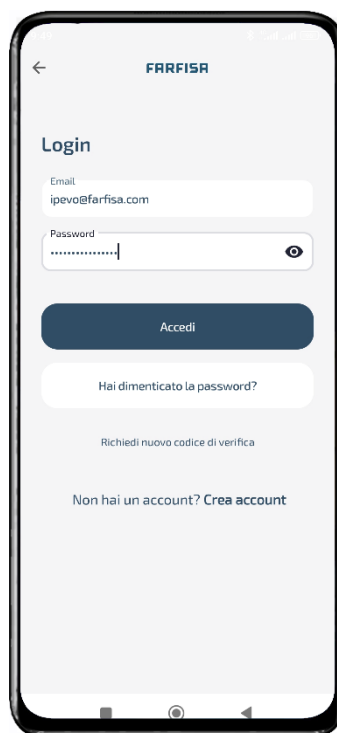 FARFISA
Login
Email
ipevo@farfisa.com
Password
................
Accedi
Hai dimenticato la password?
Richiedi nuovo codice di verifica
Non hai un account? Crea account